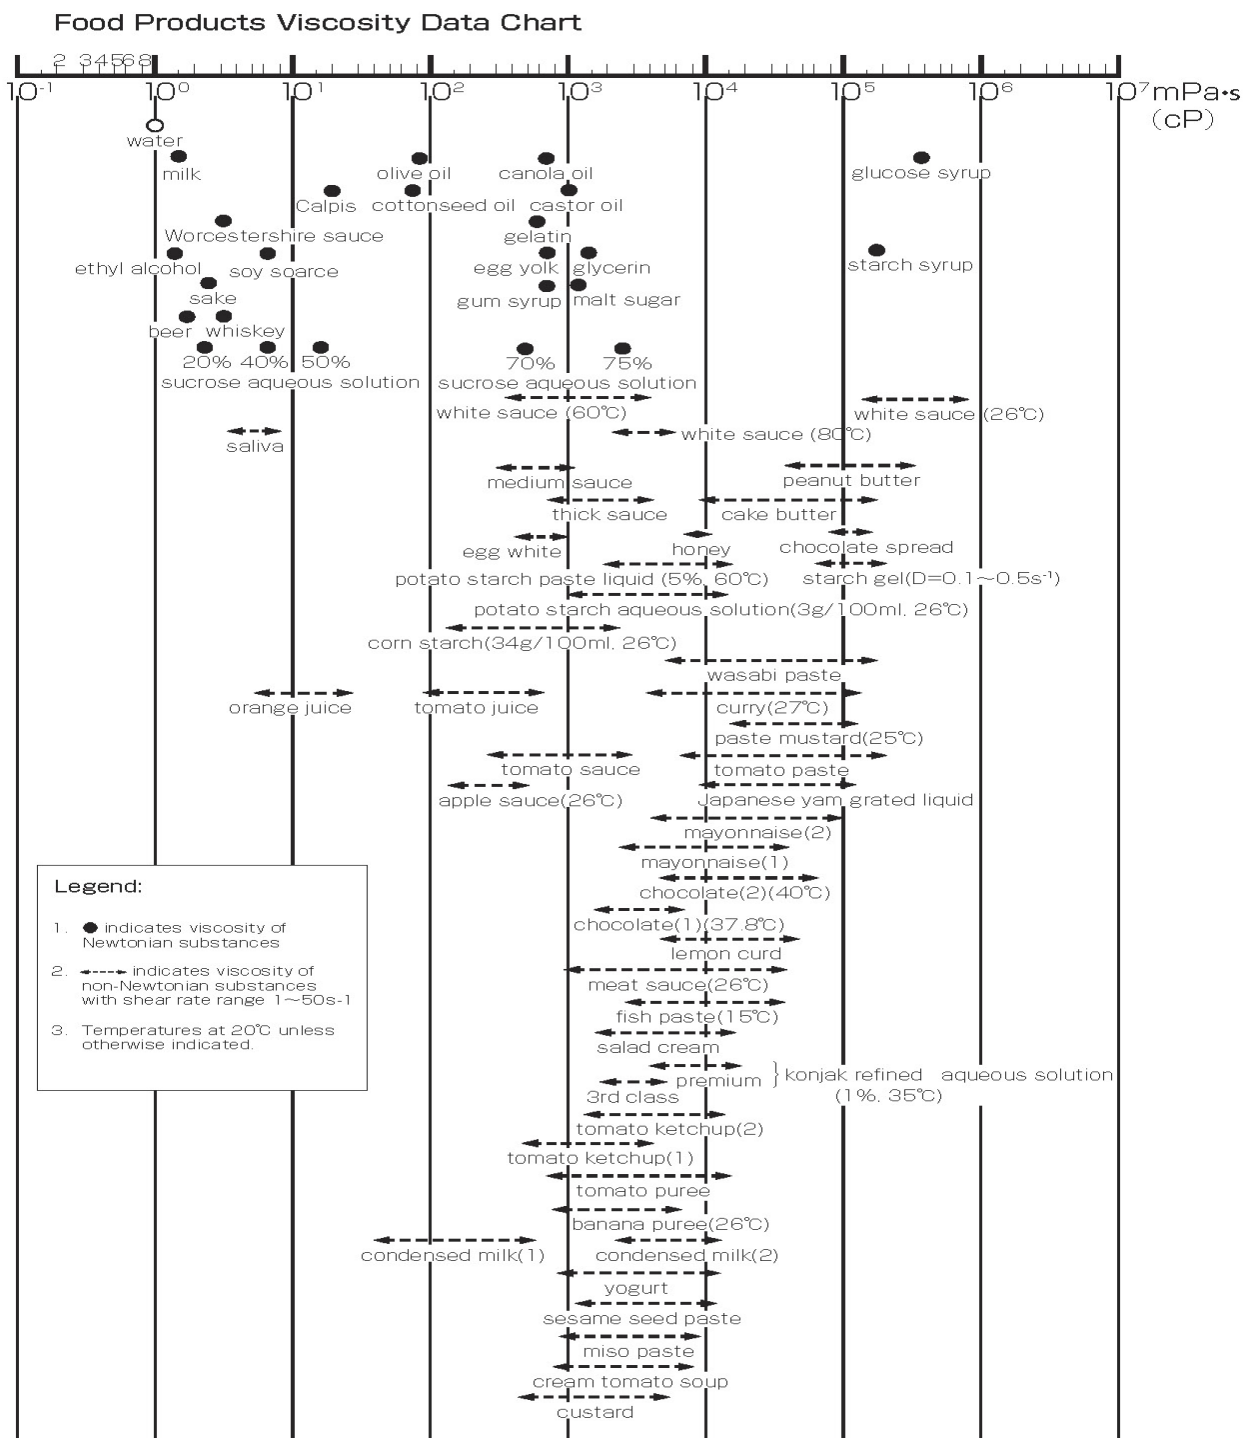 Food Products Viscosity Data Chart
2 34568
10⁻¹ 10⁰ 10¹ 10² 10³ 10⁴ 10⁵ 10⁶ 10⁷ mPa•s
(cP)
water
milk olive oil canola oil glucose syrup
Calpis cottonseed oil castor oil
Worcestershire sauce gelatin
ethyl alcohol soy soarce egg yolk glycerin starch syrup
sake gum syrup malt sugar
beer whiskey
20% 40% 50% 70% 75%
sucrose aqueous solution sucrose aqueous solution
white sauce (60℃) white sauce (26℃)
saliva white sauce (80℃)
medium sauce peanut butter
thick sauce cake butter
egg white honey chocolate spread
potato starch paste liquid (5%, 60℃) starch gel(D=0.1～0.5s⁻¹)
potato starch aqueous solution(3g/100ml, 26℃)
corn starch(34g/100ml, 26℃)
wasabi paste
orange juice tomato juice curry(27℃)
paste mustard(25℃)
tomato sauce tomato paste
apple sauce(26℃) Japanese yam grated liquid
mayonnaise(2)
mayonnaise(1)
chocolate(2)(40℃)
chocolate(1)(37.8℃)
lemon curd
meat sauce(26℃)
fish paste(15℃)
salad cream
premium } konjak refined aqueous solution
3rd class (1%, 35℃)
tomato ketchup(2)
tomato ketchup(1)
tomato puree
banana puree(26℃)
condensed milk(1) condensed milk(2)
yogurt
sesame seed paste
miso paste
cream tomato soup
custard
Legend:
1. ● indicates viscosity of
Newtonian substances
2. indicates viscosity of
non-Newtonian substances
with shear rate range 1～50s-1
3. Temperatures at 20℃ unless
otherwise indicated.